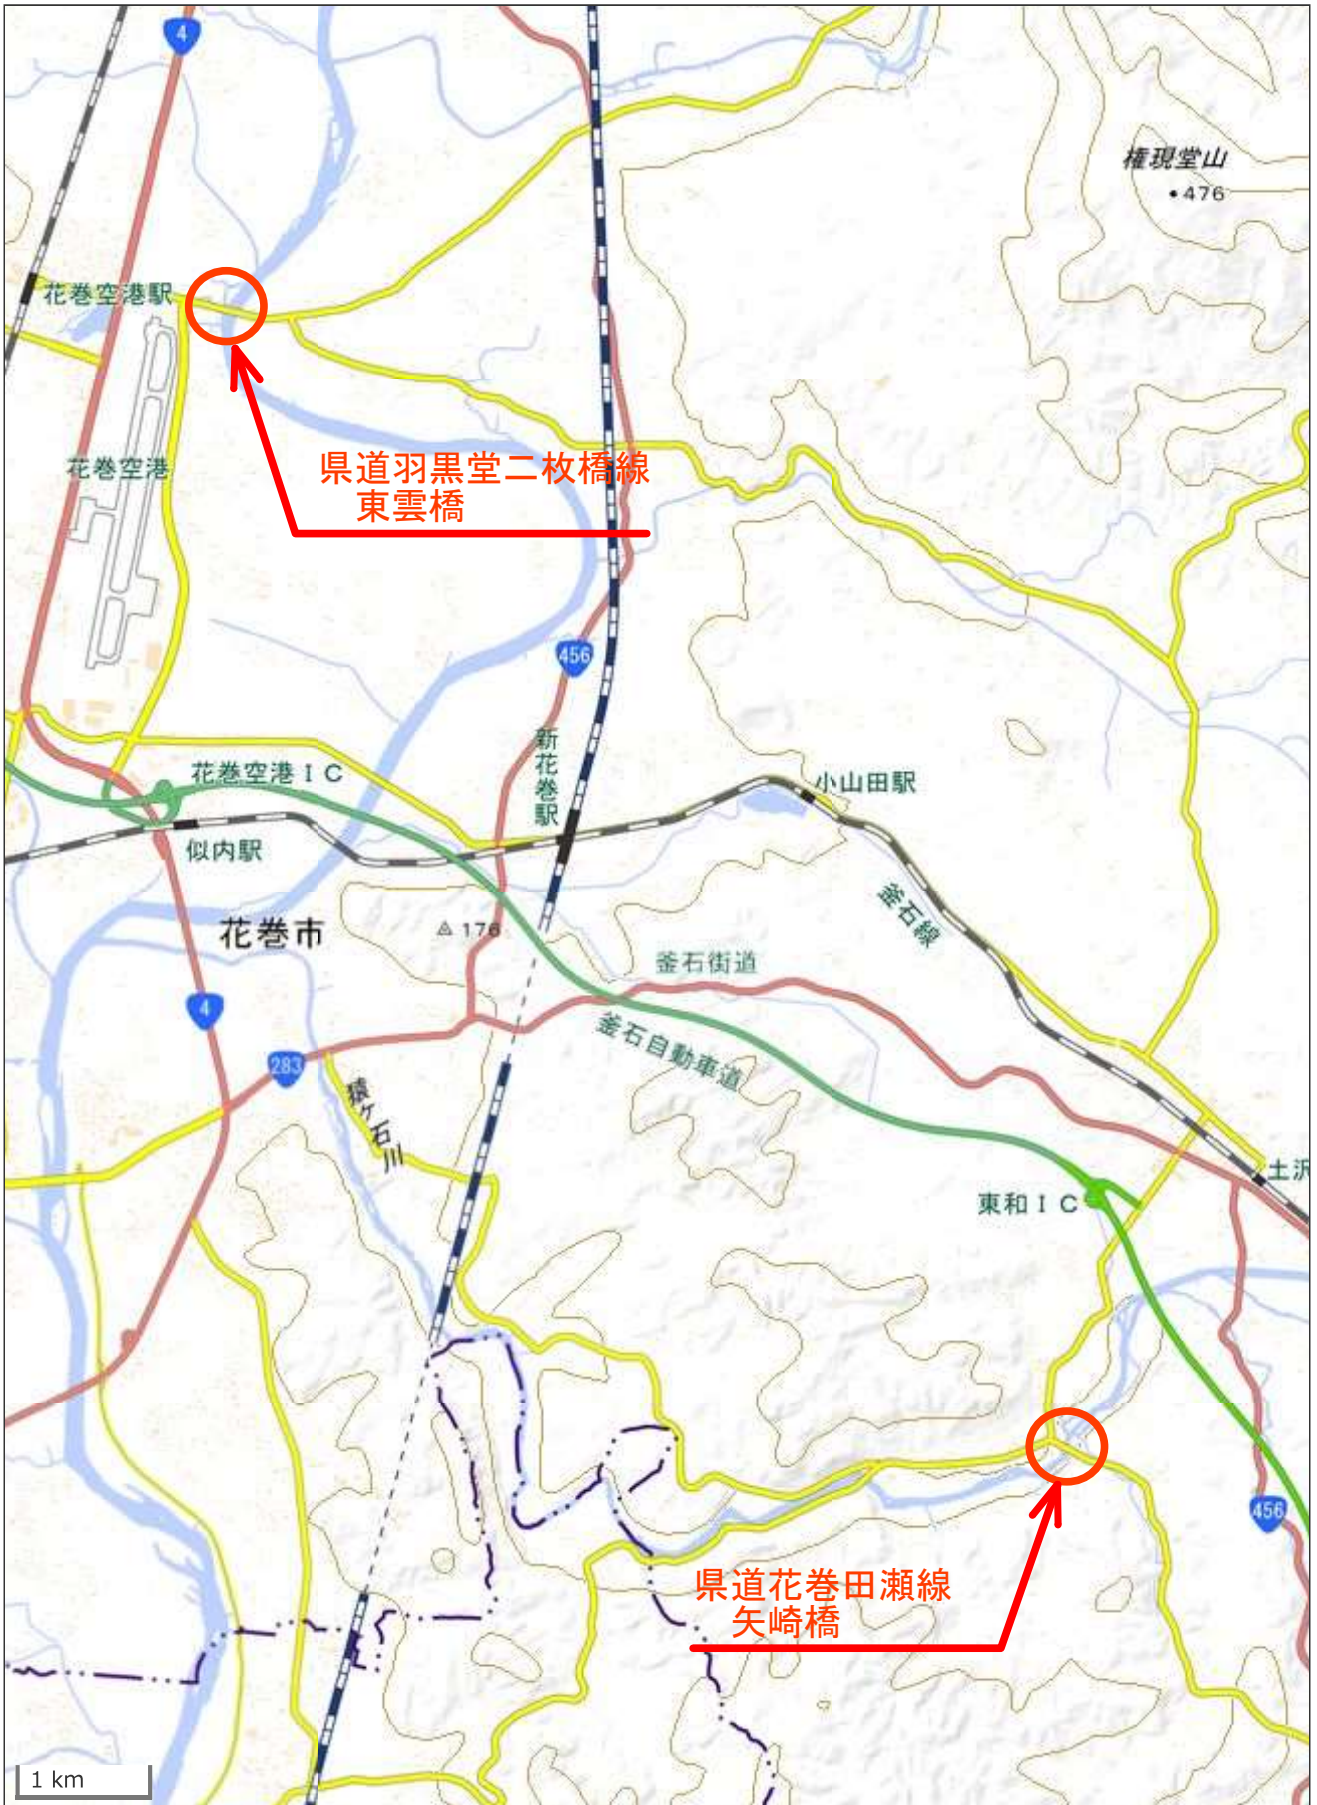 4
権現堂山
476
花巻空港駅
花巻空港
県道羽黒堂二枚橋線
東雲橋
456
新花巻駅
花巻空港IC
小山田駅
似内駅
釜石線
花巻市
176
釜石街道
4
釜石自動車道
283
猿ケ石川
土沢
東和IC
456
県道花巻田瀬線
矢崎橋
1 km